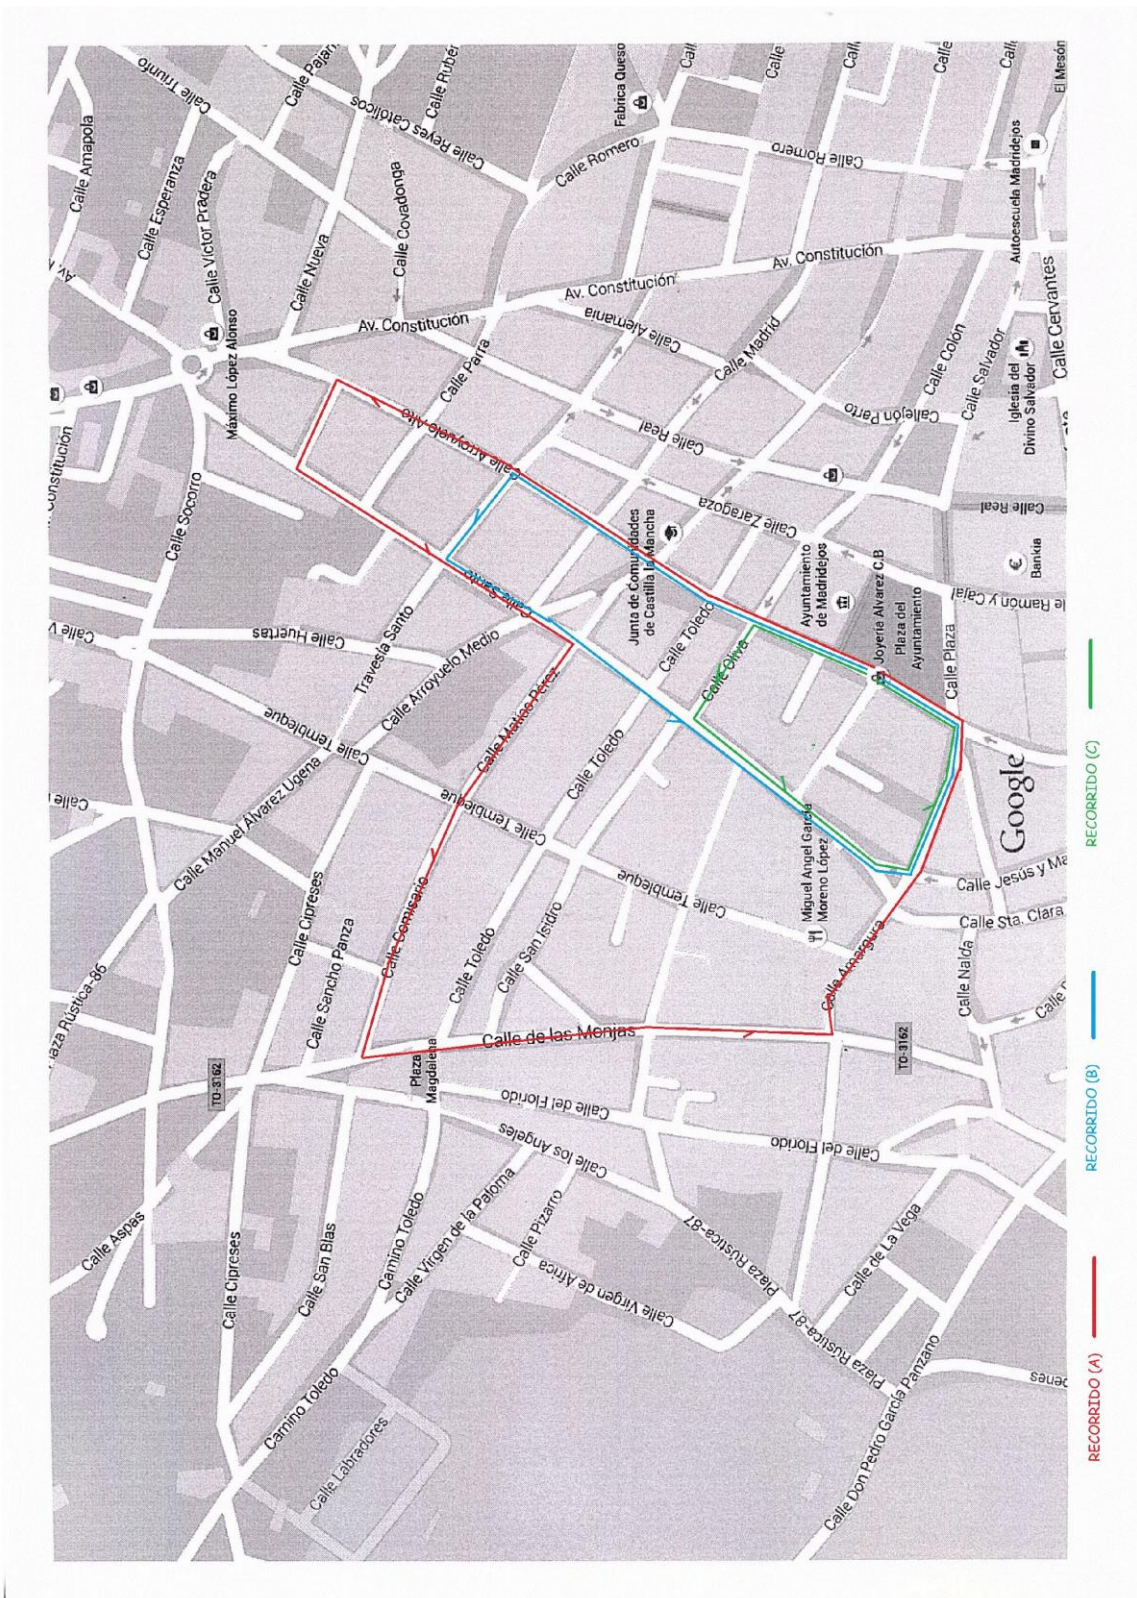 Calle Amapola
Calle Triunfo
Calle Pajar
Calle Rubér
Calle Reyes Católicos
Calle Esperanza
Calle Víctor Pradera
Calle Nueva
Calle Covadonga
Fabrica Queso
Calle Romero
Calle Romero
Calle
Calle
El Mesón
Autoescuela Madridejos
Av. Constitución
Av. Constitución
Av. Constitución
Máximo López Alonso
Calle Parra
Calle Alemania
Calle Madrid
Calle Colón
Calle Salvador
Iglesia del
Divino Salvador
Calle Cervantes
Callejón Parto
Calle Real
Calle Real
Calle Zaragoza
Calle Arroyuelo Alto
Calle Socorro
Constitución
Calle Santo
Junta de Comunidades
de Castilla la Mancha
Ayuntamiento
de Madridejos
Joyería Alvarez C.B
Plaza del
Ayuntamiento
Bankia
le Ramón y Cajal
Calle Plaza
Calle Huertas
Travesía Santo
Calle Arroyuelo Medio
Calle Toledo
Calle Oliva
Calle Tembleque
Calle Manuel Alvarez Ugena
Calle Mateos Pérez
Calle Toledo
Calle Tembleque
Calle Tembleque
Google
Miguel Angel García
Moreno López
Calle Jesús y Ma
Calle Sta. Clara
Calle Cipreses
Calle Sancho Panza
Calle Comisario
Calle Toledo
Calle San Isidro
Calle Amargura
Calle Nalda
laza Rústica-86
TO-3162
Plaza
Magdalena
Calle de las Monjas
TO-3162
Calle del Florido
Calle del Florido
Calle los Angeles
Calle Aspas
Calle Cipreses
Calle San Blas
Camino Toledo
Calle Virgen de la Paloma
Calle Pizarro
Calle Virgen de Africa
Plaza Rústica-87
Calle de La Vega
Plaza Rústica-87
Camino Toledo
Calle Labradores
Calle Don Pedro García Panzano
RECORRIDO (A)
RECORRIDO (B)
RECORRIDO (C)